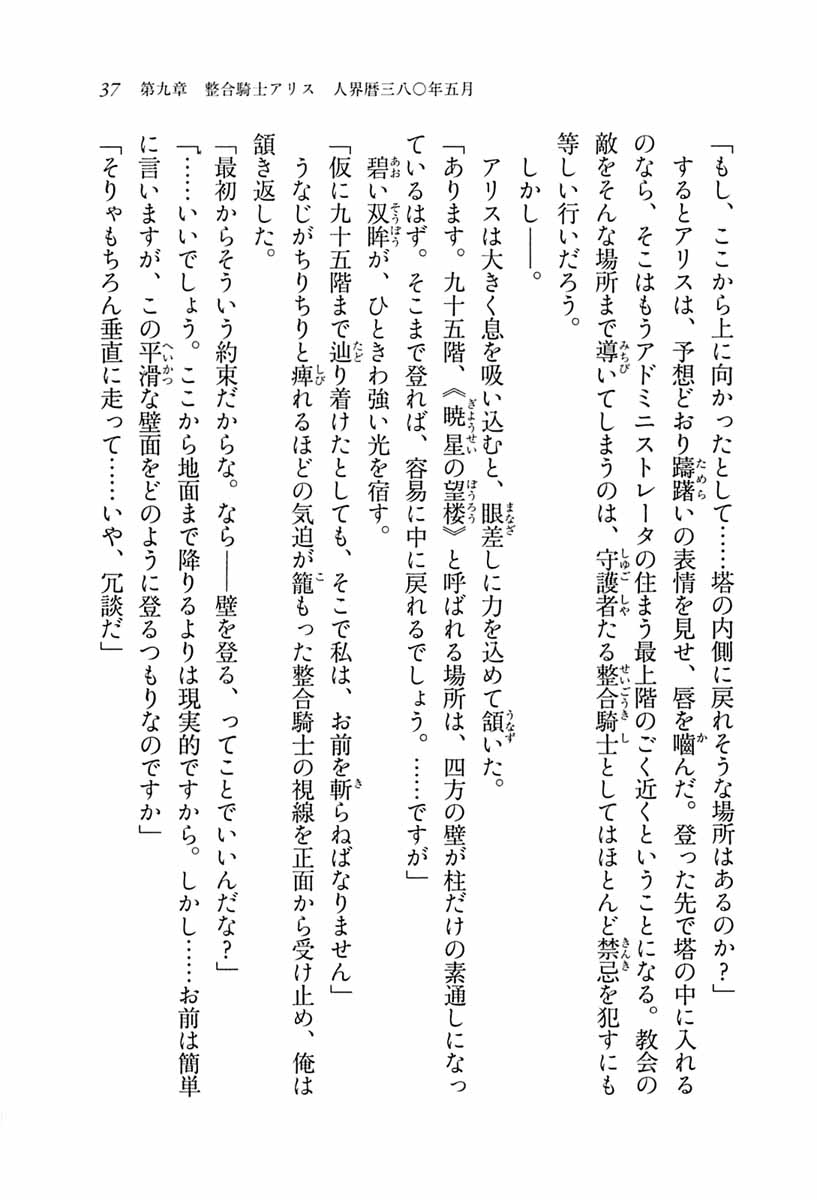 37　第九章　整合騎士アリス　人界暦三八〇年五月
「もし、ここから上に向かったとして……塔の内側に戻れそうな場所はあるのか？」
するとアリスは、予想どおり躊躇いの表情を見せ、唇を嚙んだ。登った先で塔の中に入れる
のなら、そこはもうアドミニストレータの住まう最上階のごく近くということになる。教会の
敵をそんな場所まで導いてしまうのは、守護者たる整合騎士としてはほとんど禁忌を犯すにも
等しい行いだろう。
しかし――。
アリスは大きく息を吸い込むと、眼差しに力を込めて頷いた。
「あります。九十五階、《暁星の望楼》と呼ばれる場所は、四方の壁が柱だけの素通しになっ
ているはず。そこまで登れば、容易に中に戻れるでしょう。……ですが」
碧い双眸が、ひときわ強い光を宿す。
「仮に九十五階まで辿り着けたとしても、そこで私は、お前を斬らねばなりません」
うなじがちりちりと痺れるほどの気迫が籠もった整合騎士の視線を正面から受け止め、俺は
頷き返した。
「最初からそういう約束だからな。なら――壁を登る、ってことでいいんだな？」
「……いいでしょう。ここから地面まで降りるよりは現実的ですから。しかし……お前は簡単
に言いますが、この平滑な壁面をどのように登るつもりなのですか」
「そりゃもちろん垂直に走って……いや、冗談だ」